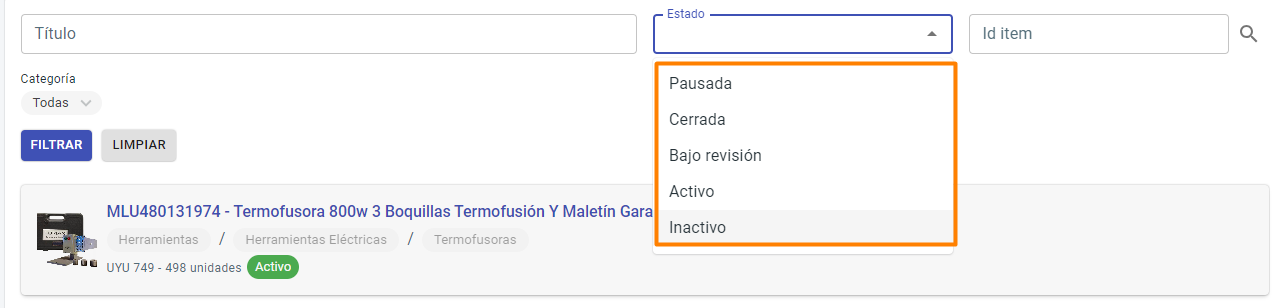 Título
Estado
Id item
Categoría
Todas
FILTRAR
LIMPIAR
Pausada
Cerrada
Bajo revisión
Activo
Inactivo
MLU480131974 - Termofusora 800w 3 Boquillas Termofusión Y Maletín Gara
Herramientas / Herramientas Eléctricas / Termofusoras
UYU 749 - 498 unidades Activo